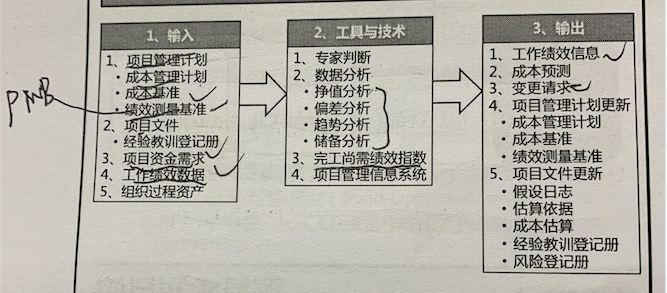 1、输入
1、项目管理计划
·成本管理计划
·成本基准
·绩效测量基准
2、项目文件
·经验教训登记册
3、项目资金需求
4、工作绩效数据
5、组织过程资产
PMB
2、工具与技术
1、专家判断
2、数据分析
·挣值分析
·偏差分析
·趋势分析
·储备分析
3、完工尚需绩效指数
4、项目管理信息系统
3、输出
1、工作绩效信息
2、成本预测
3、变更请求
4、项目管理计划更新
·成本管理计划
·成本基准
·绩效测量基准
5、项目文件更新
·假设日志
·估算依据
·成本估算
·经验教训登记册
·风险登记册